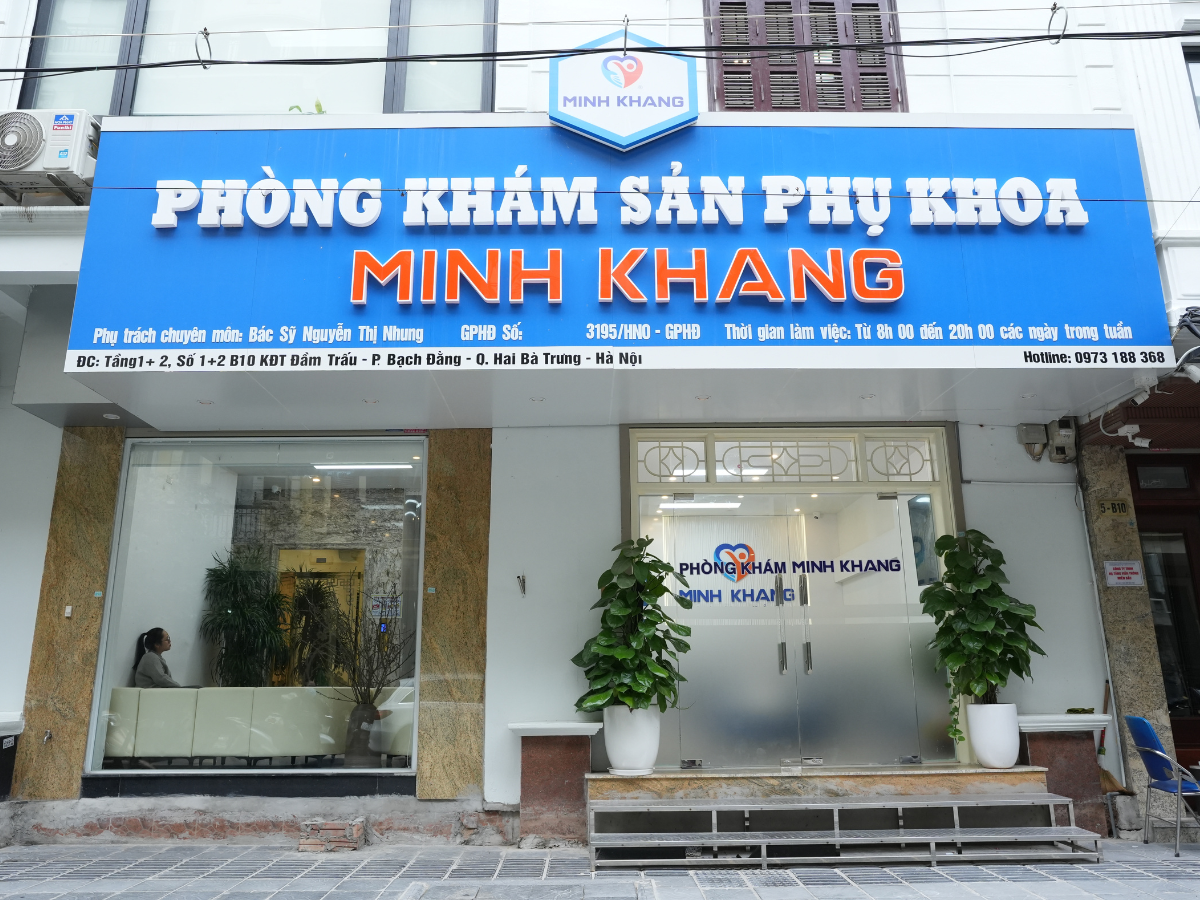 MINH KHANG
PHÒNG KHÁM SẢN PHỤ KHOA
MINH KHANG
Phụ trách chuyên môn: Bác Sỹ Nguyễn Thị Nhung GPHĐ Số: 3195/HNO - GPHĐ Thời gian làm việc: Từ 8h 00 đến 20h 00 các ngày trong tuần
ĐC: Tầng1+ 2, Số 1+2 B10 KĐT Đầm Trấu - P. Bạch Đằng - Q. Hai Bà Trưng - Hà Nội Hotline: 0973 188 368
5-B10
PHÒNG KHÁM MINH KHANG
MINH KHANG